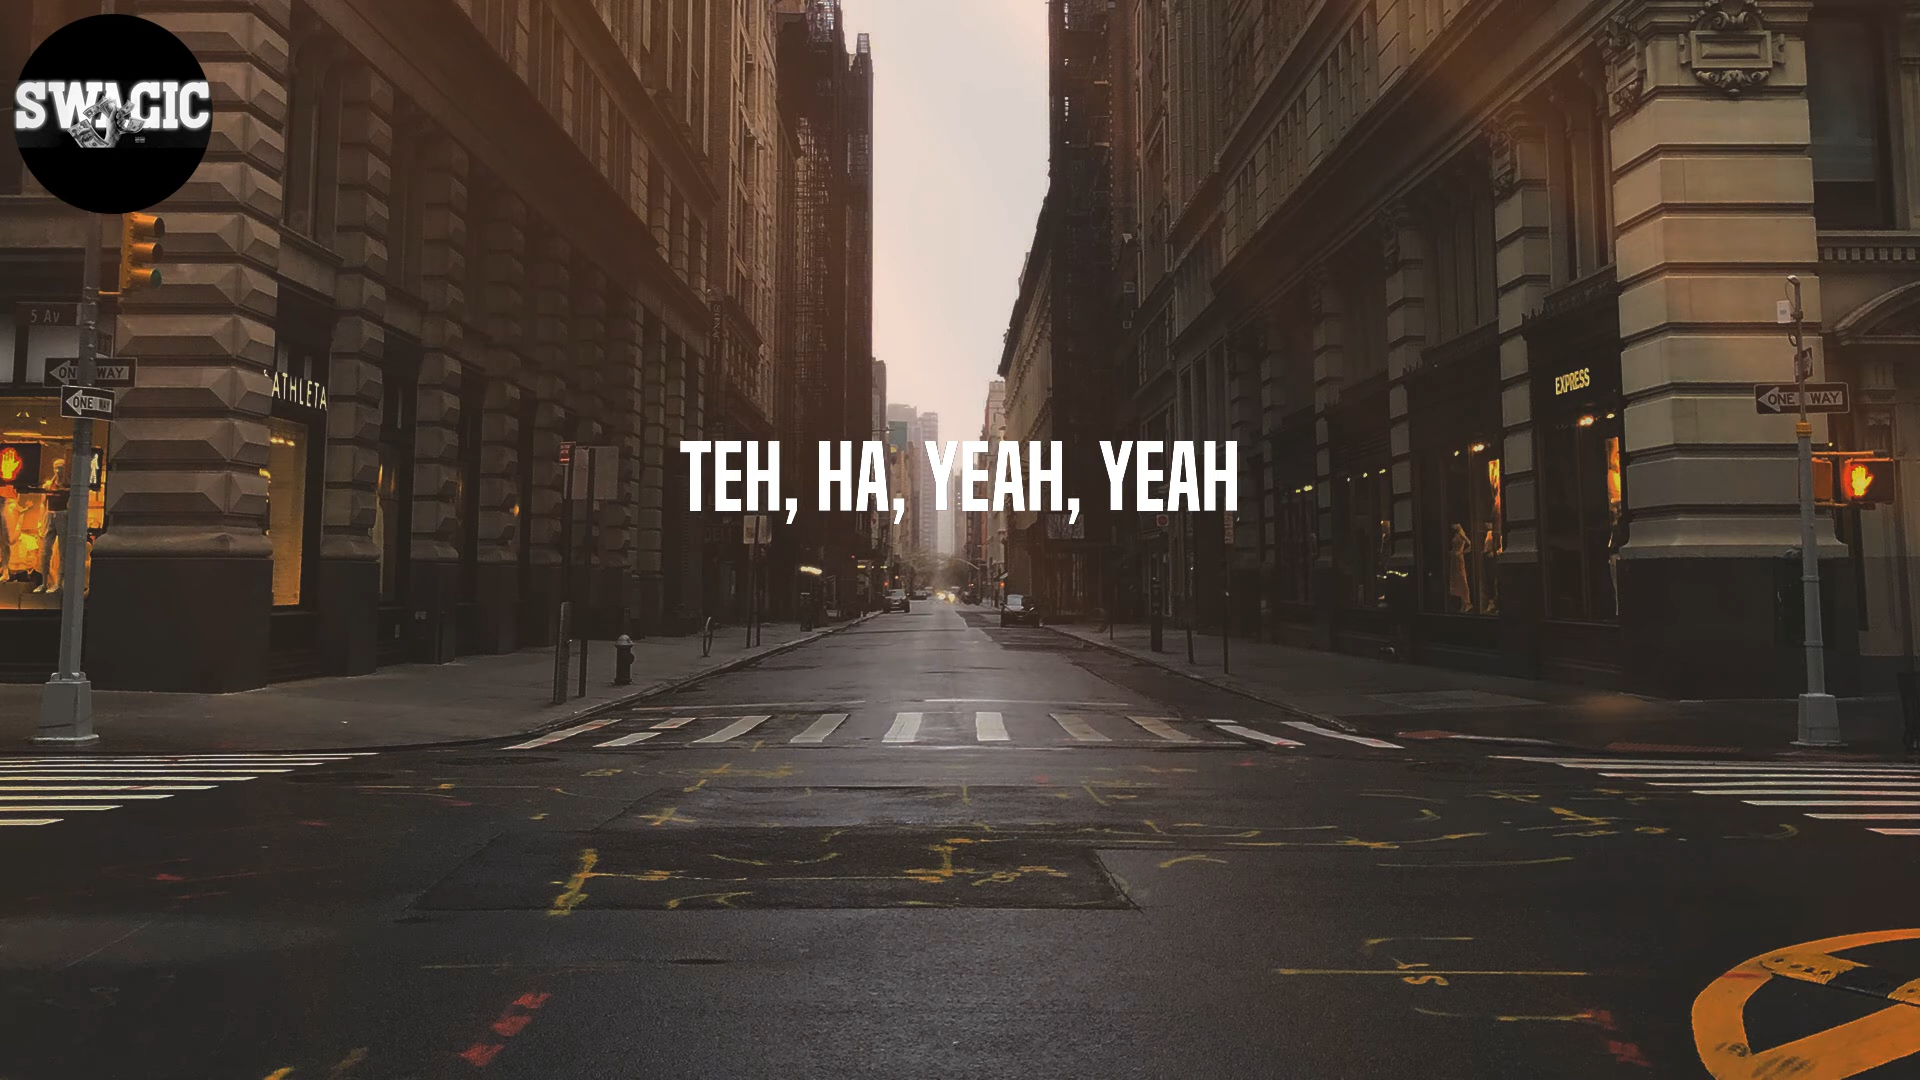 SWAGIC
5 Av
ONE WAY
ONE WAY
ATHLETA
EXPRESS
ONE WAY
TEH, HA, YEAH, YEAH